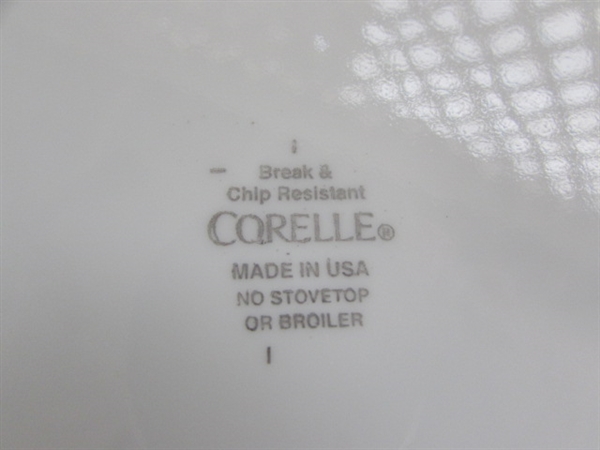 Break &
Chip Resistant
CORELLE®
MADE IN USA
NO STOVETOP
OR BROILER